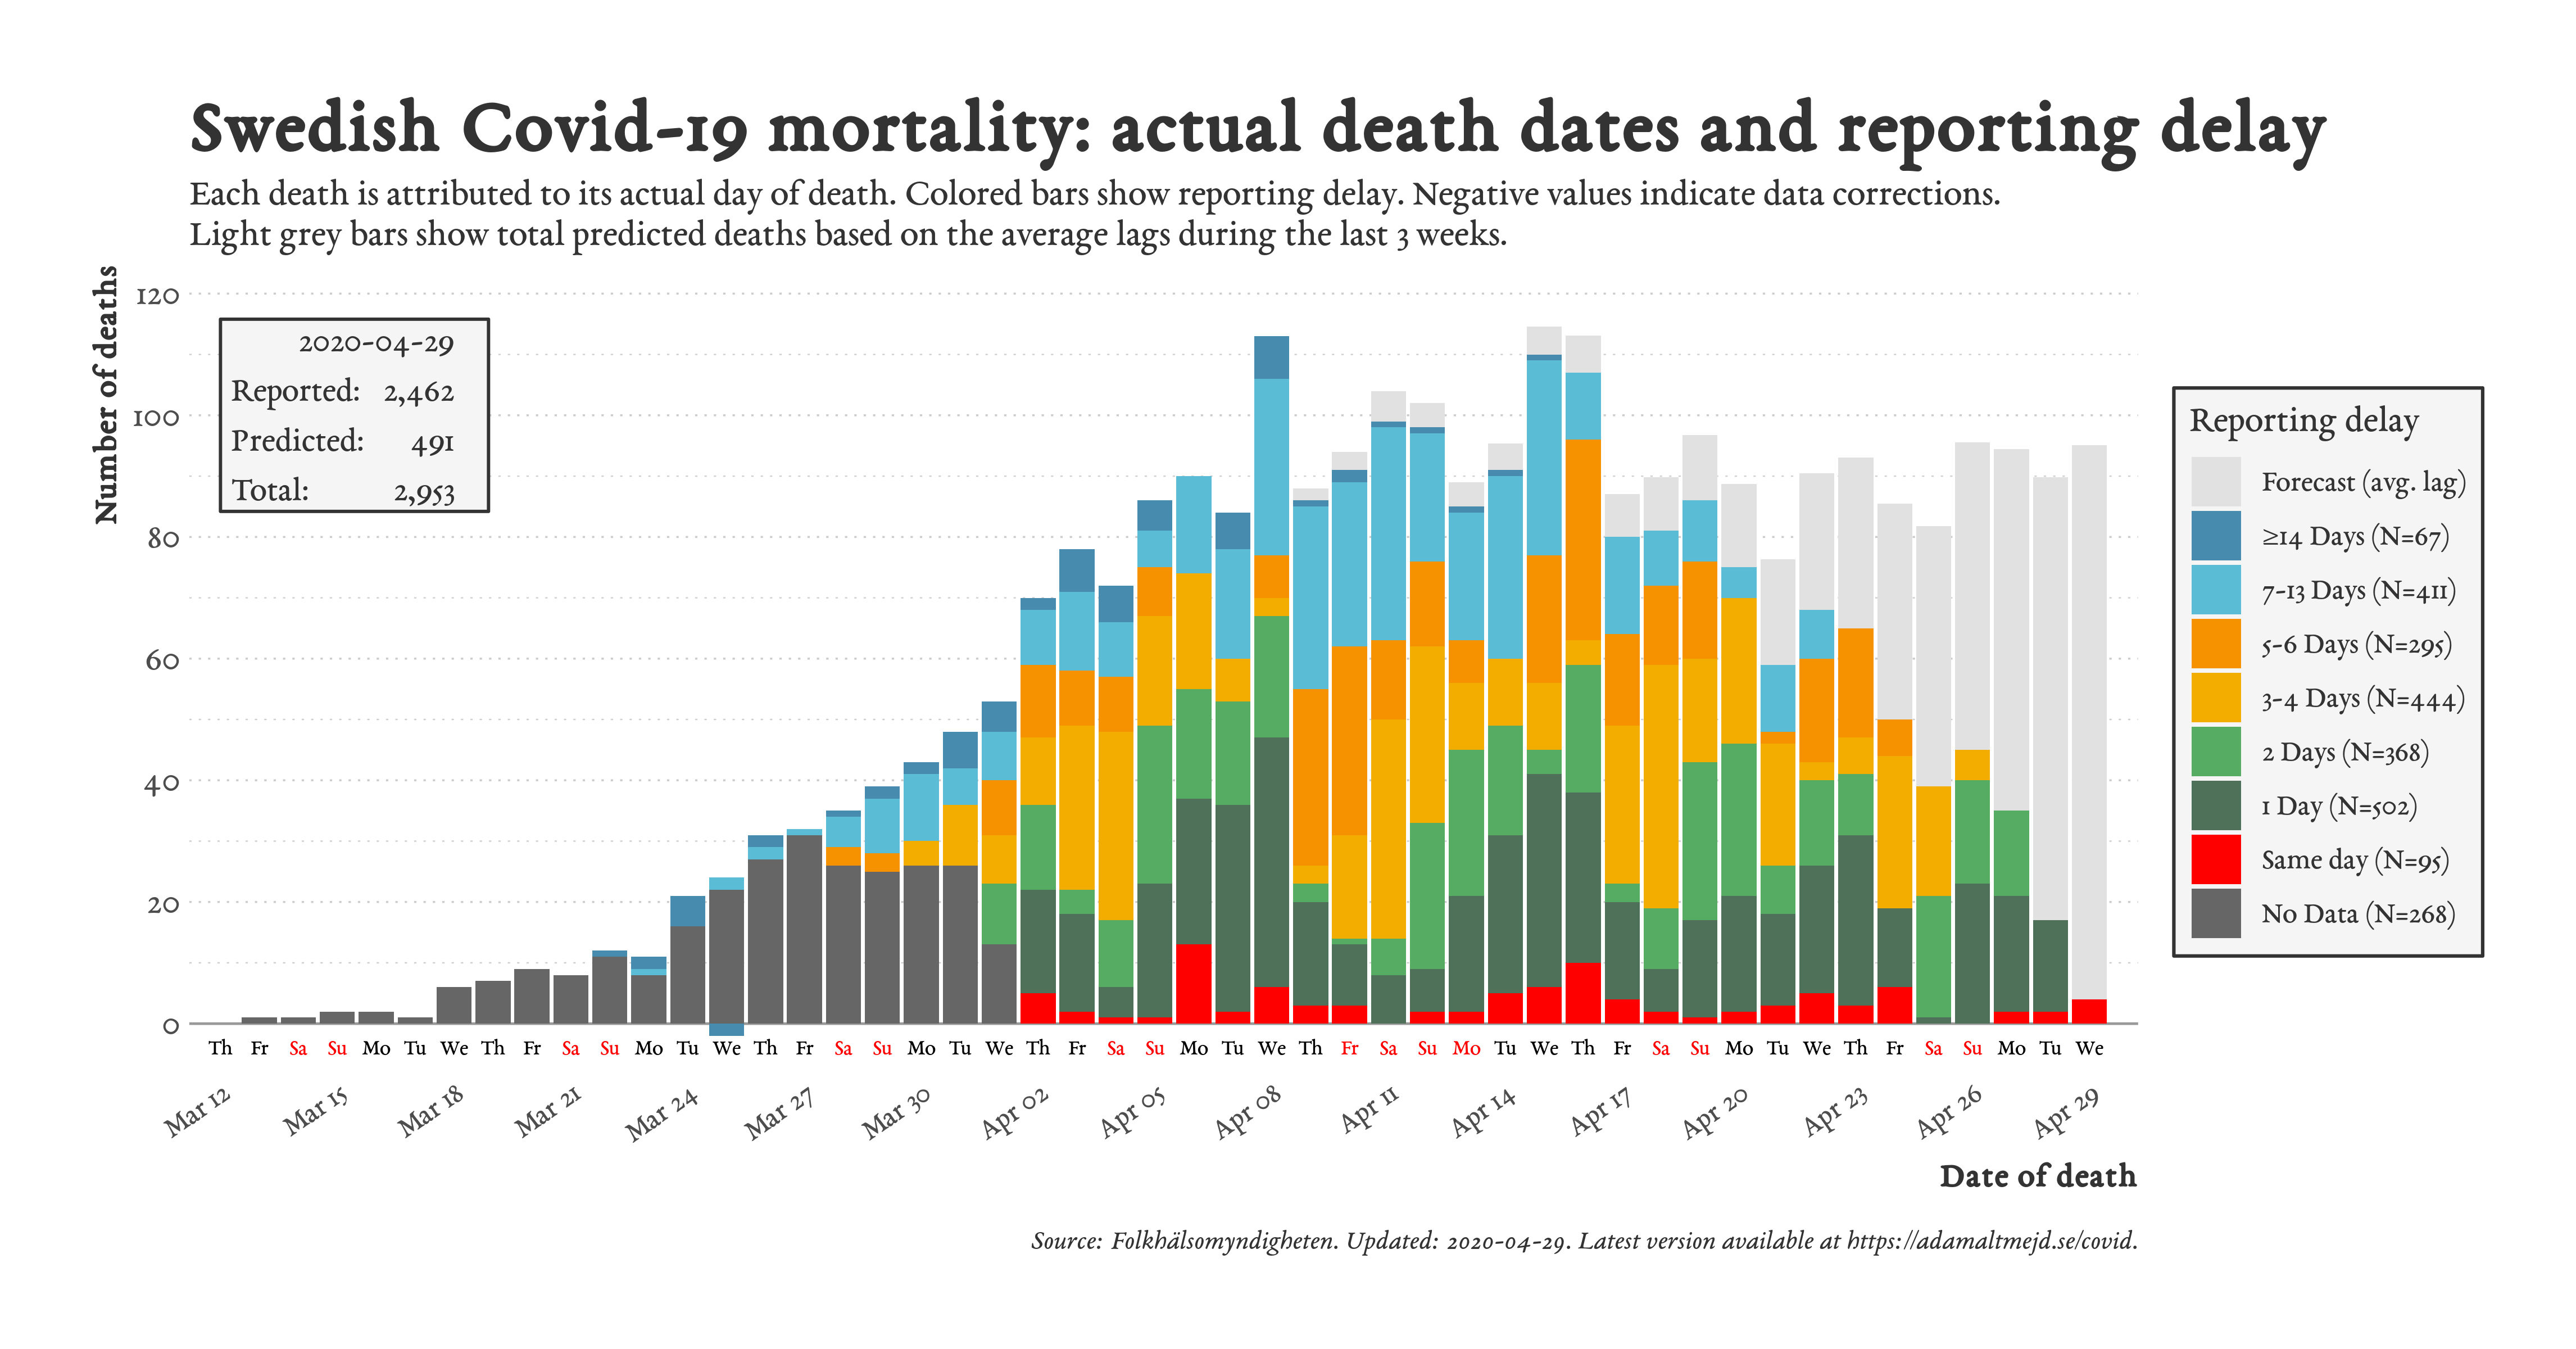 Swedish Covid-19 mortality: actual death dates and reporting delay
Each death is attributed to its actual day of death. Colored bars show reporting delay. Negative values indicate data corrections.
Light grey bars show total predicted deaths based on the average lags during the last 3 weeks.
Number of deaths
120
100
80
60
40
20
0
2020-04-29
Reported: 2,462
Predicted: 491
Total: 2,953
Th Fr Sa Su Mo Tu We Th Fr Sa Su Mo Tu We Th Fr Sa Su Mo Tu We Th Fr Sa Su Mo Tu We Th Fr Sa Su Mo Tu We Th Fr Sa Su Mo Tu We Th Fr Sa Su Mo Tu We
Mar 12 Mar 15 Mar 18 Mar 21 Mar 24 Mar 27 Mar 30 Apr 02 Apr 05 Apr 08 Apr 11 Apr 14 Apr 17 Apr 20 Apr 23 Apr 26 Apr 29
Date of death
Reporting delay
Forecast (avg. lag)
≥14 Days (N=67)
7-13 Days (N=411)
5-6 Days (N=295)
3-4 Days (N=444)
2 Days (N=368)
1 Day (N=502)
Same day (N=95)
No Data (N=268)
Source: Folkhälsomyndigheten. Updated: 2020-04-29. Latest version available at https://adamaltmejd.se/covid.